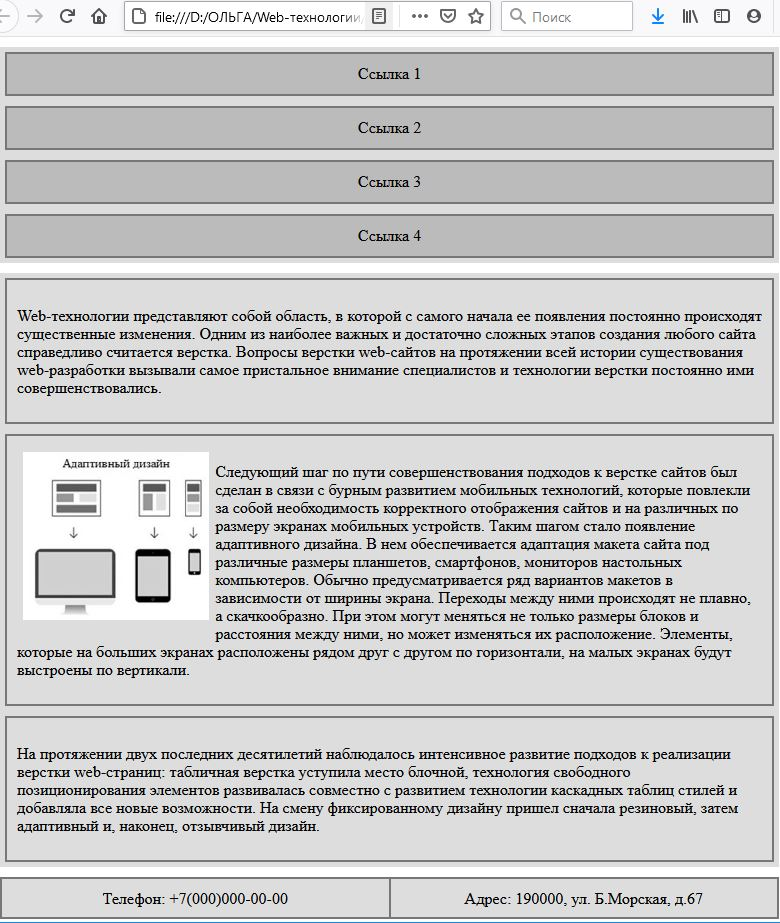 file:///D:/ОЛЬГА/Web-технологии/
Поиск
Ссылка 1
Ссылка 2
Ссылка 3
Ссылка 4
Web-технологии представляют собой область, в которой с самого начала ее появления постоянно происходят
существенные изменения. Одним из наиболее важных и достаточно сложных этапов создания любого сайта
справедливо считается верстка. Вопросы верстки web-сайтов на протяжении всей истории существования
web-разработки вызывали самое пристальное внимание специалистов и технологии верстки постоянно ими
совершенствовались.
Адаптивный дизайн
Следующий шаг по пути совершенствования подходов к верстке сайтов был
сделан в связи с бурным развитием мобильных технологий, которые повлекли
за собой необходимость корректного отображения сайтов и на различных по
размеру экранах мобильных устройств. Таким шагом стало появление
адаптивного дизайна. В нем обеспечивается адаптация макета сайта под
различные размеры планшетов, смартфонов, мониторов настольных
компьютеров. Обычно предусматривается ряд вариантов макетов в
зависимости от ширины экрана. Переходы между ними происходят не плавно,
а скачкообразно. При этом могут меняться не только размеры блоков и
расстояния между ними, но может изменяться их расположение. Элементы,
которые на больших экранах расположены рядом друг с другом по горизонтали, на малых экранах будут
выстроены по вертикали.
На протяжении двух последних десятилетий наблюдалось интенсивное развитие подходов к реализации
верстки web-страниц: табличная верстка уступила место блочной, технология свободного
позиционирования элементов развивалась совместно с развитием технологии каскадных таблиц стилей и
добавляла все новые возможности. На смену фиксированному дизайну пришел сначала резиновый, затем
адаптивный и, наконец, отзывчивый дизайн.
Телефон: +7(000)000-00-00
Адрес: 190000, ул. Б.Морская, д.67